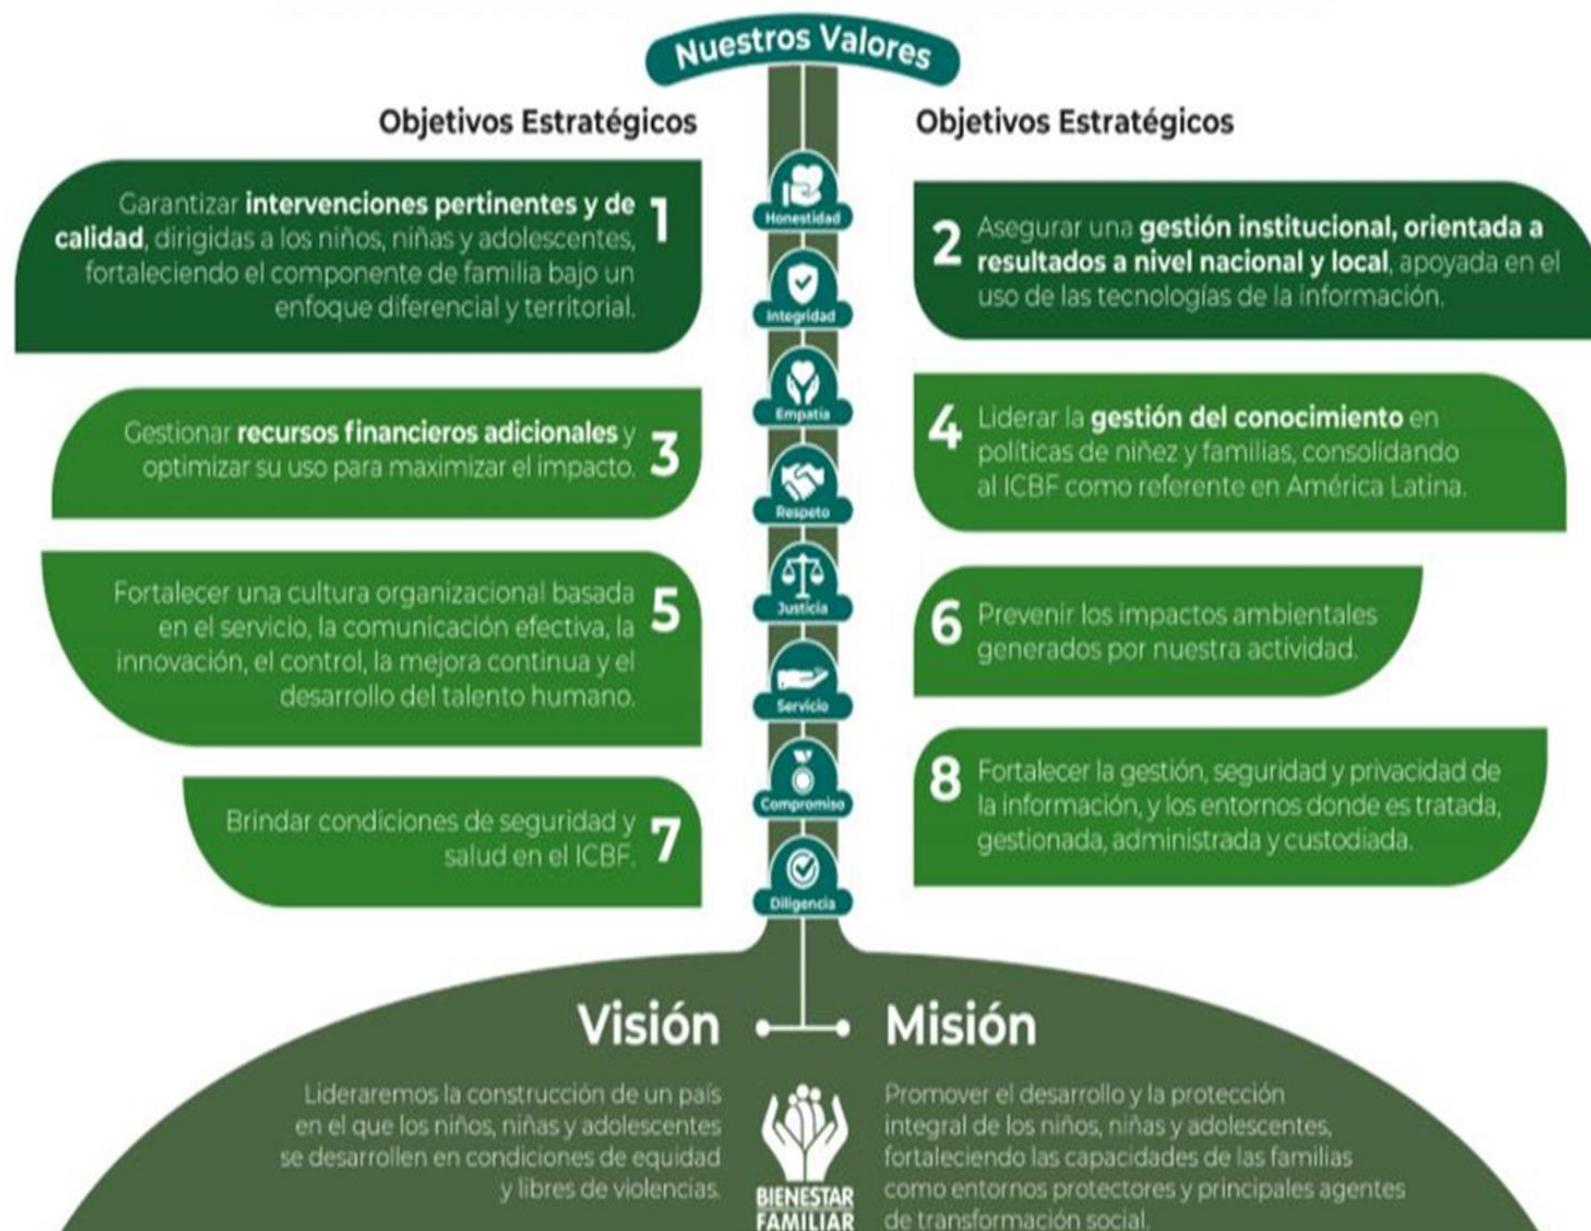 Nuestros Valores
Objetivos Estratégicos
Objetivos Estratégicos
Garantizar intervenciones pertinentes y de
calidad, dirigidas a los niños, niñas y adolescentes,
fortaleciendo el componente de familia bajo un
enfoque diferencial y territorial.
1
2
Asegurar una gestión institucional, orientada a
resultados a nivel nacional y local, apoyada en el
uso de las tecnologías de la información.
Gestionar recursos financieros adicionales y
optimizar su uso para maximizar el impacto.
3
4
Liderar la gestión del conocimiento en
políticas de niñez y familias, consolidando
al ICBF como referente en América Latina.
Fortalecer una cultura organizacional basada
en el servicio, la comunicación efectiva, la
innovación, el control, la mejora continua y el
desarrollo del talento humano.
5
6
Prevenir los impactos ambientales
generados por nuestra actividad.
Brindar condiciones de seguridad y
salud en el ICBF.
7
8
Fortalecer la gestión, seguridad y privacidad de
la información, y los entornos donde es tratada,
gestionada, administrada y custodiada.
Honestidad
Integridad
Empatía
Respeto
Justicia
Servicio
Compromiso
Diligencia
Visión
Lideraremos la construcción de un país
en el que los niños, niñas y adolescentes
se desarrollen en condiciones de equidad
y libres de violencias.
Misión
Promover el desarrollo y la protección
integral de los niños, niñas y adolescentes,
fortaleciendo las capacidades de las familias
como entornos protectores y principales agentes
de transformación social.
BIENESTAR
FAMILIAR